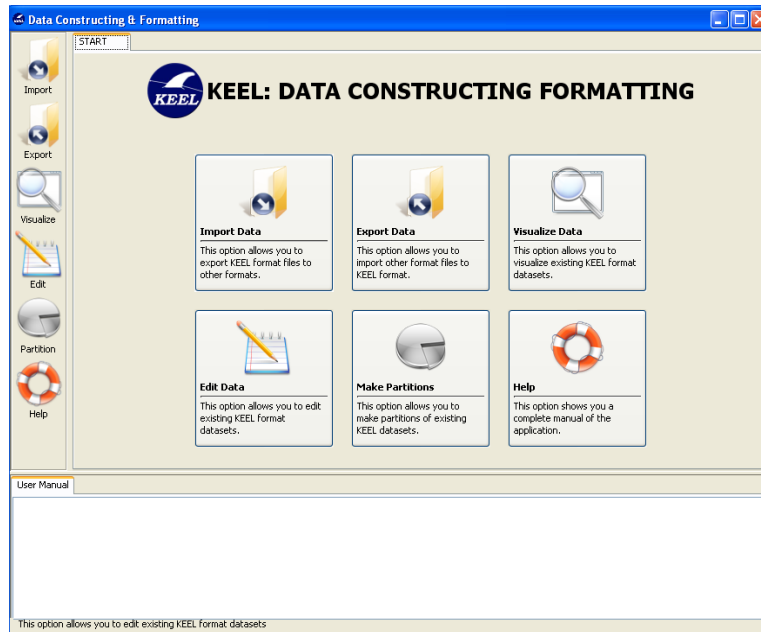 Data Constructing & Formatting
START
Import
Export
Visualize
Edit
Partition
Help
KEEL
KEEL: DATA CONSTRUCTING FORMATTING
Import Data
This option allows you to
export KEEL format files to
other formats.
Export Data
This option allows you to
import other format files to
KEEL format.
Visualize Data
This option allows you to
visualize existing KEEL format
datasets.
Edit Data
This option allows you to edit
existing KEEL format
datasets.
Make Partitions
This option allows you to
make partitions of existing
KEEL datasets.
Help
This option shows you a
complete manual of the
application.
User Manual
This option allows you to edit existing KEEL format datasets